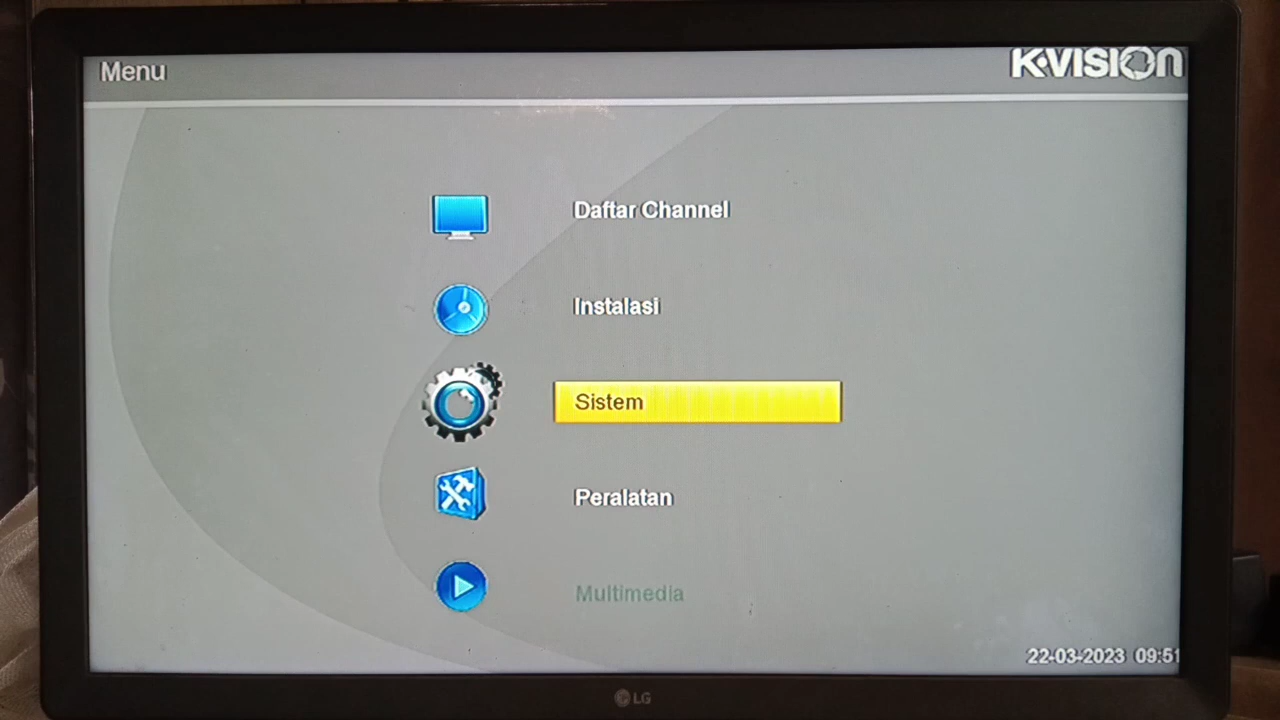 Menu
K-VISION
Daftar Channel
Instalasi
Sistem
Peralatan
Multimedia
22-03-2023 09:51
LG